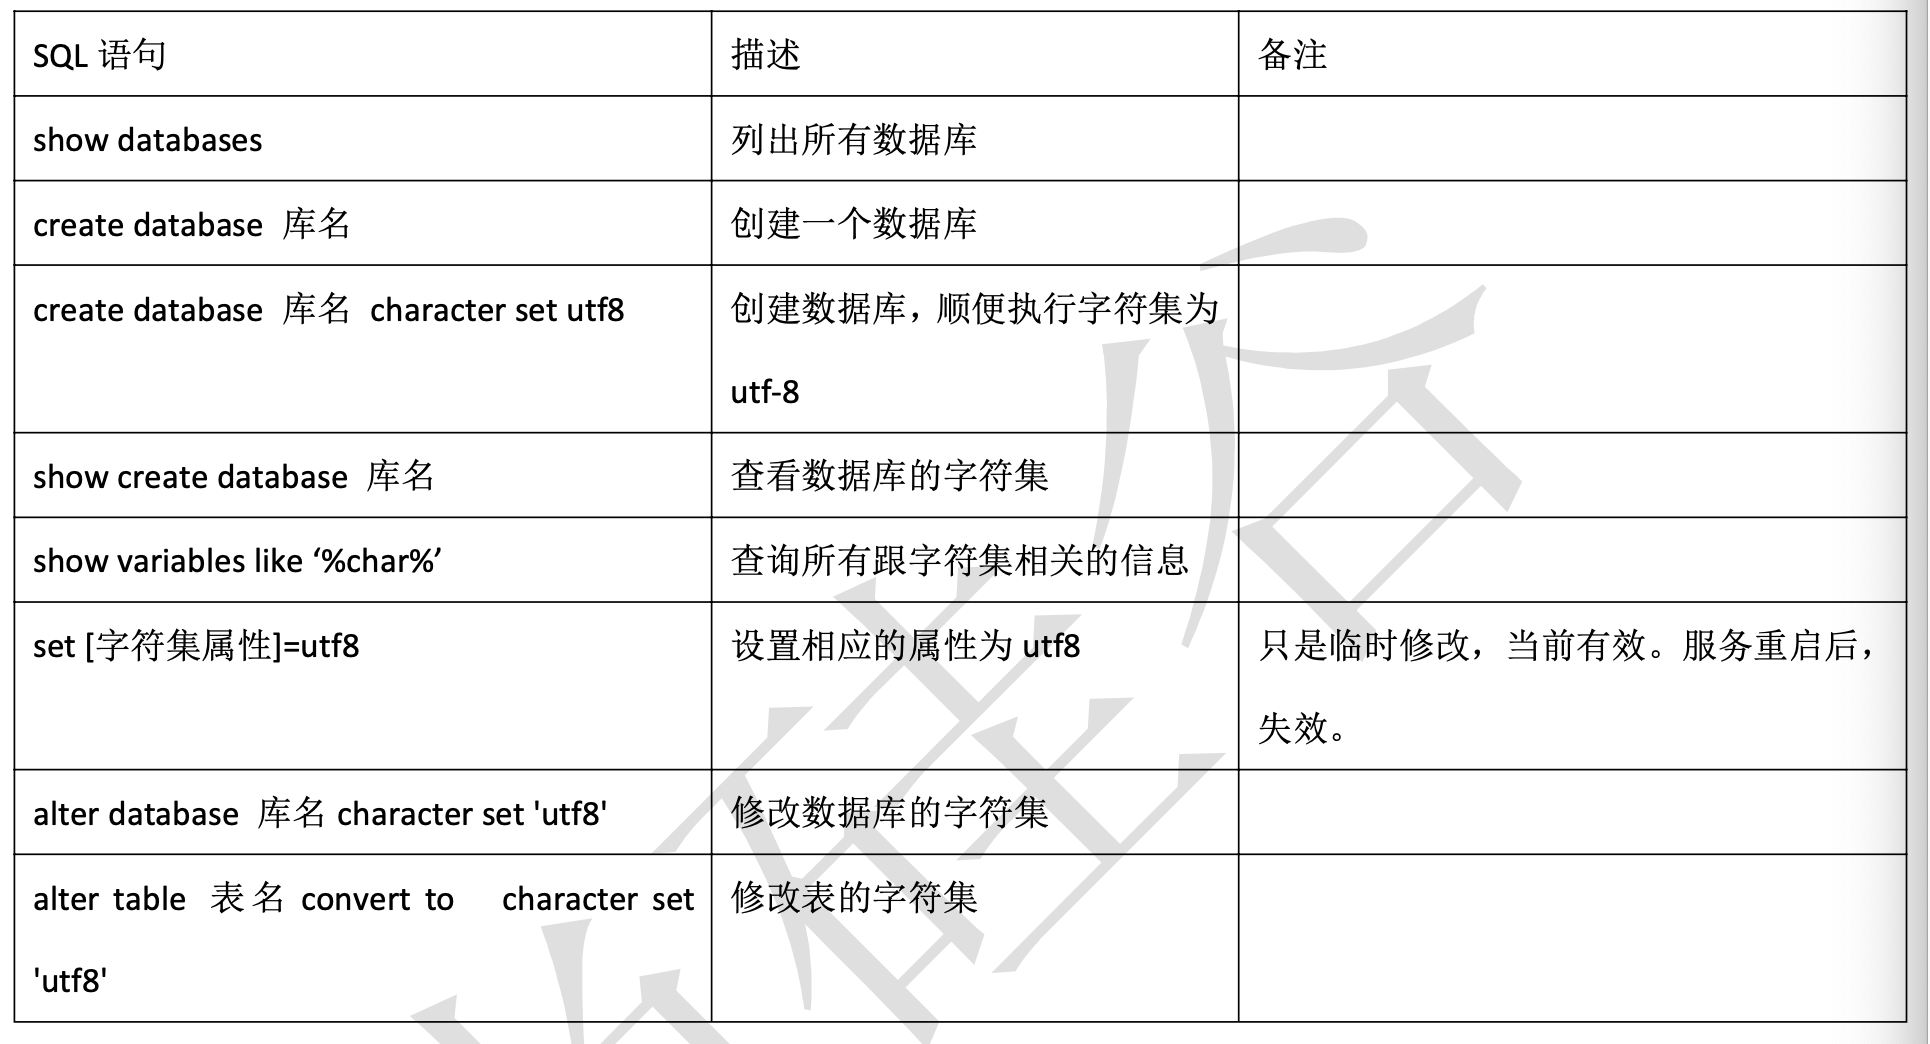 SQL 语句 描述 备注
show databases 列出所有数据库
create database 库名 创建一个数据库
create database 库名 character set utf8 创建数据库，顺便执行字符集为
utf-8
show create database 库名 查看数据库的字符集
show variables like ‘%char%’ 查询所有跟字符集相关的信息
set [字符集属性]=utf8 设置相应的属性为 utf8 只是临时修改，当前有效。服务重启后，
失效。
alter database 库名 character set 'utf8' 修改数据库的字符集
alter table 表名 convert to character set 修改表的字符集
'utf8'
硅谷